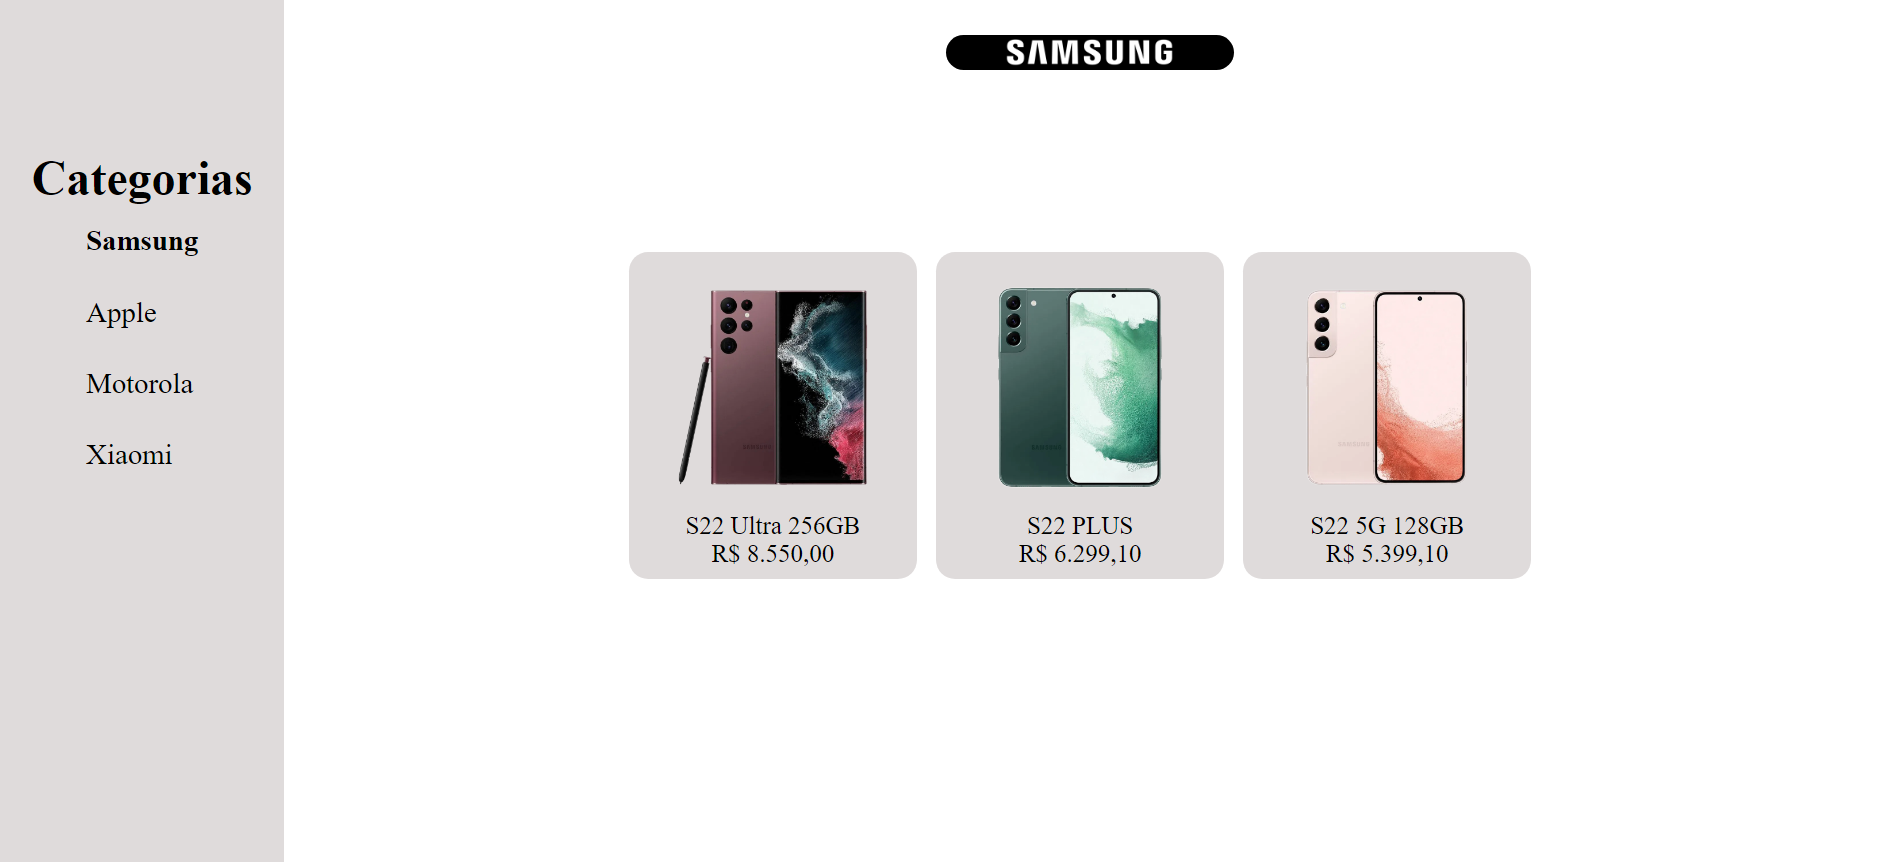 SAMSUNG
Categorias
Samsung
Apple
Motorola
Xiaomi
S22 Ultra 256GB
R$ 8.550,00
S22 PLUS
R$ 6.299,10
S22 5G 128GB
R$ 5.399,10